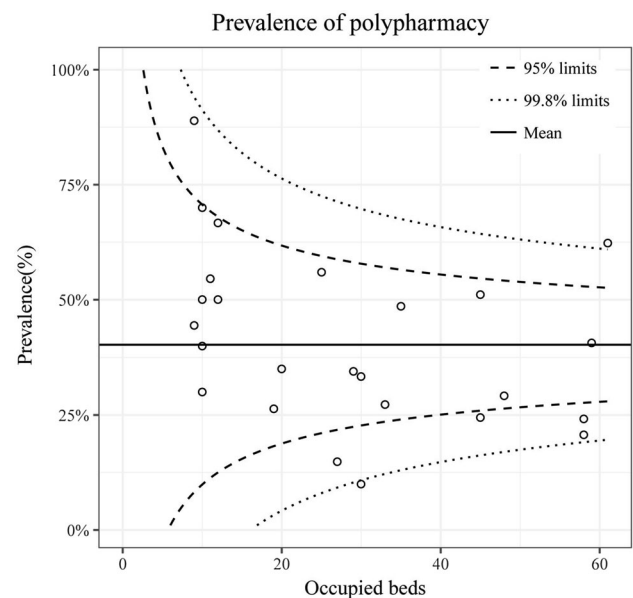 Prevalence of polypharmacy
100%
75%
50%
25%
0%
Prevalence(%)
95% limits
99.8% limits
Mean
0
20
40
60
Occupied beds